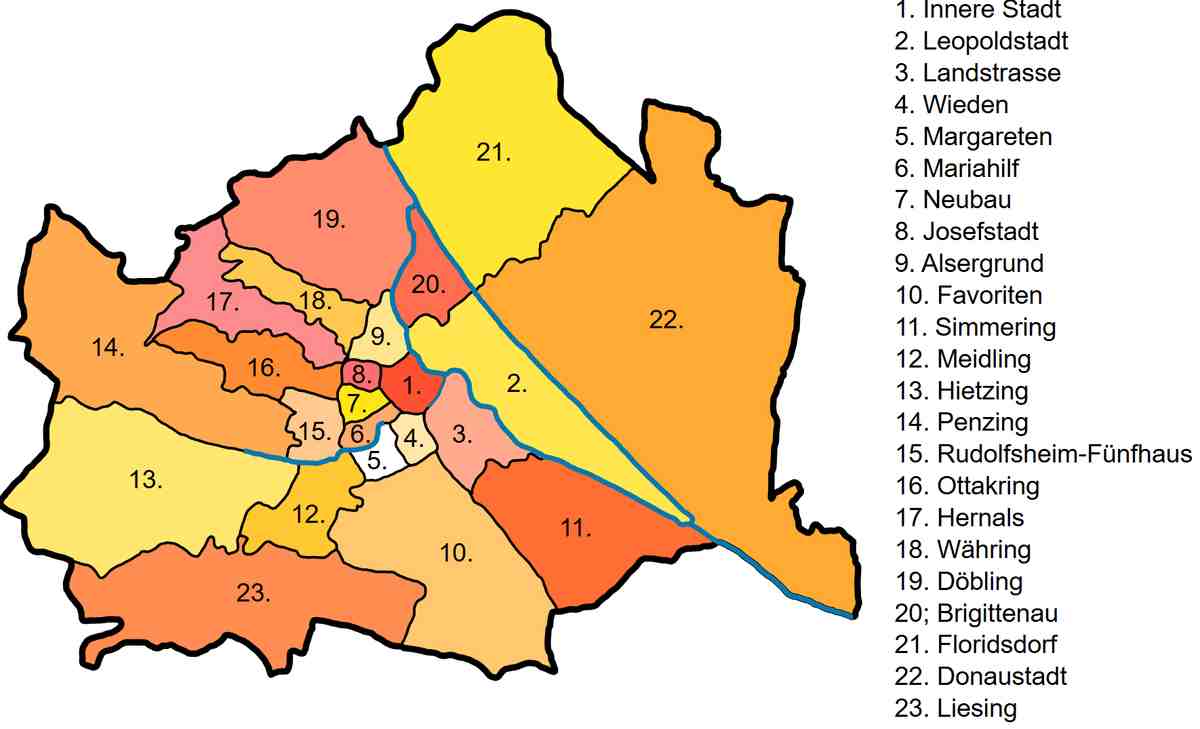 1. Innere Stadt
2. Leopoldstadt
3. Landstrasse
4. Wieden
5. Margareten
6. Mariahilf
7. Neubau
8. Josefstadt
9. Alsergrund
10. Favoriten
11. Simmering
12. Meidling
13. Hietzing
14. Penzing
15. Rudolfsheim-Fünfhaus
16. Ottakring
17. Hernals
18. Währing
19. Döbling
20; Brigittenau
21. Floridsdorf
22. Donaustadt
23. Liesing
21.
19.
20.
17.
18.
22.
9.
14.
16.
8.
1.
2.
7.
15.
6.
3.
4.
5.
13.
12.
11.
10.
23.